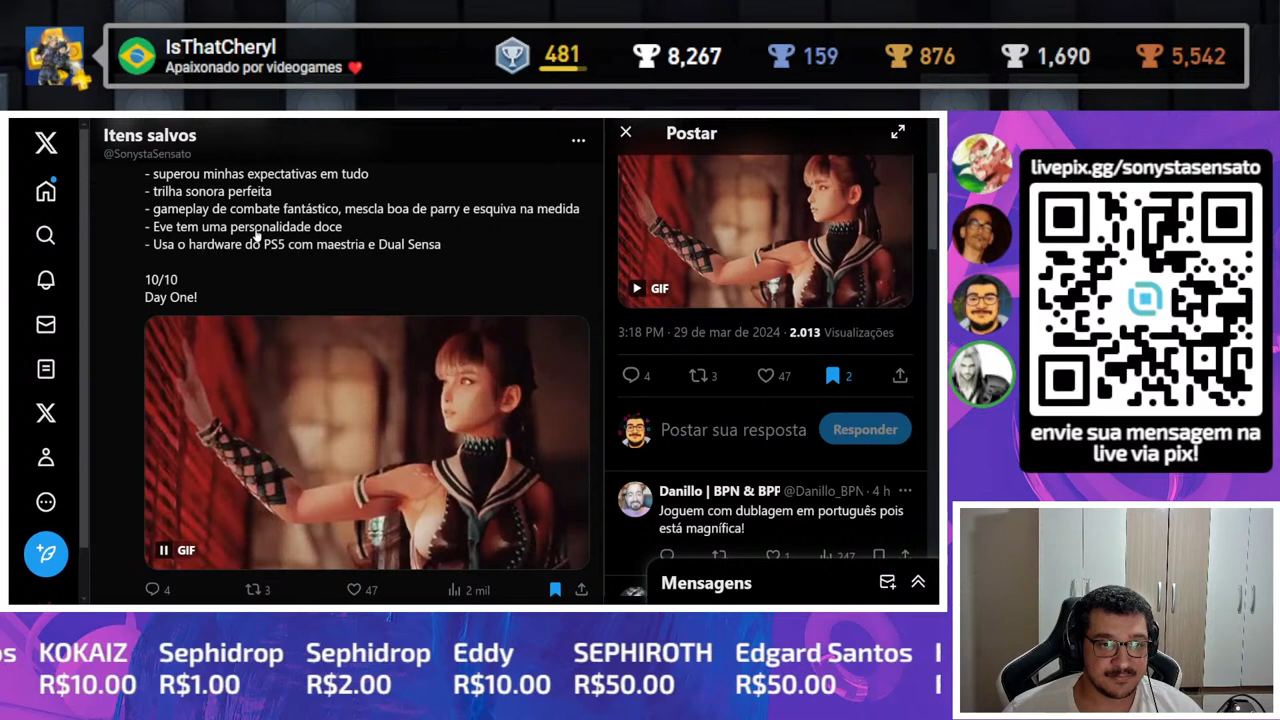 IsThatCheryl
Apaixonado por videogames ❤️
481
8,267
159
876
1,690
5,542
Itens salvos
@SonystaSensato
- superou minhas expectativas em tudo
- trilha sonora perfeita
- gameplay de combate fantástico, mescla boa de parry e esquiva na medida
- Eve tem uma personalidade doce
- Usa o hardware do PS5 com maestria e Dual Sensa
10/10
Day One!
GIF
4
3
47
2 mil
Postar
GIF
3:18 PM · 29 de mar de 2024 · 2.013 Visualizações
4
3
47
2
Postar sua resposta
Responder
Danillo | BPN & BPF @Danillo_BPN · 4 h
Joguem com dublagem em português pois
está magnífica!
1
247
Mensagens
livepix.gg/sonystasensato
envie sua mensagem na
live via pix!
os
KOKAIZ
R$10.00
Sephidrop
R$1.00
Sephidrop
R$2.00
Eddy
R$10.00
SEPHIROTH
R$50.00
Edgard Santos
R$50.00